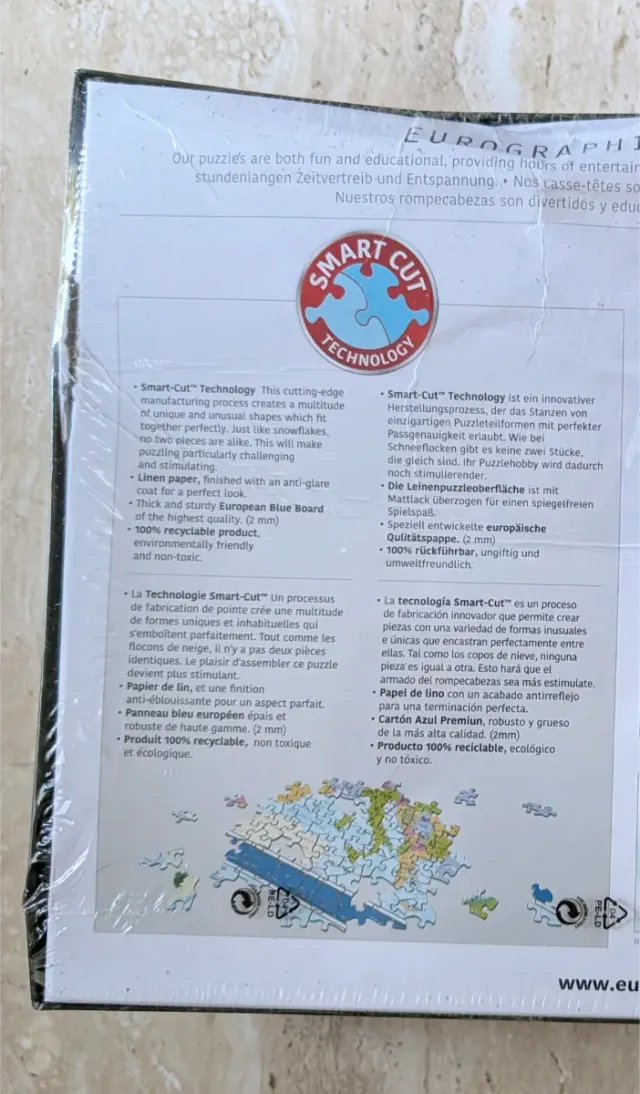 EUROGRAPHI
Our puzzle's are both fun and educational, providing hours of entertain
stundenlangen Zeitvertreib und Entspannung. • Nos casse-têtes so
Nuestros rompecabezas son divertidos y educ
SMART CUT
TECHNOLOGY
• Smart-Cut™ Technology This cutting-edge
manufacturing process creates a multitude
of unique and unusual shapes which fit
together perfectly. Just like snowflakes,
no two pieces are alike. This will make
puzzling particularly challenging
and stimulating.
• Linen paper, finished with an anti-glare
coat for a perfect look.
• Thick and sturdy European Blue Board
of the highest quality. (2 mm)
• 100% recyclable product,
environmentally friendly
and non-toxic.
• Smart-Cut™ Technology ist ein innovativer
Herstellungsprozess, der das Stanzen von
einzigartigen Puzzleteilformen mit perfekter
Passgenauigkeit erlaubt. Wie bei
Schneeflocken gibt es keine zwei Stücke,
die gleich sind. Ihr Puzzlehobby wird dadurch
noch stimulierender.
• Die Leinenpuzzleoberfläche ist mit
Mattlack überzogen für einen spiegelfreien
Spielspaß.
• Speziell entwickelte europäische
Qulitätspappe. (2 mm)
• 100% rückführbar, ungiftig und
umweltfreundlich.
• La Technologie Smart-Cut™ Un processus
de fabrication de pointe crée une multitude
de formes uniques et inhabituelles qui
s'emboîtent parfaitement. Tout comme les
flocons de neige, il n'y a pas deux pièces
identiques. Le plaisir d'assembler ce puzzle
devient plus stimulant.
• Papier de lin, et une finition
anti-éblouissante pour un aspect parfait.
• Panneau bleu européen épais et
robuste de haute gamme. (2 mm)
• Produit 100% recyclable, non toxique
et écologique.
• La tecnología Smart-Cut™ es un proceso
de fabricación innovador que permite crear
piezas con una variedad de formas inusuales
e únicas que encastran perfectamente entre
ellas. Tal como los copos de nieve, ninguna
pieza es igual a otra. Esto hará que el
armado del rompecabezas sea más estimulate.
• Papel de lino con un acabado antirreflejo
para una terminación perfecta.
• Cartón Azul Premiun, robusto y grueso
de la más alta calidad. (2mm)
• Producto 100% reciclable, ecológico
y no tóxico.
04
PE-LD
04
PE-LD
www.eu